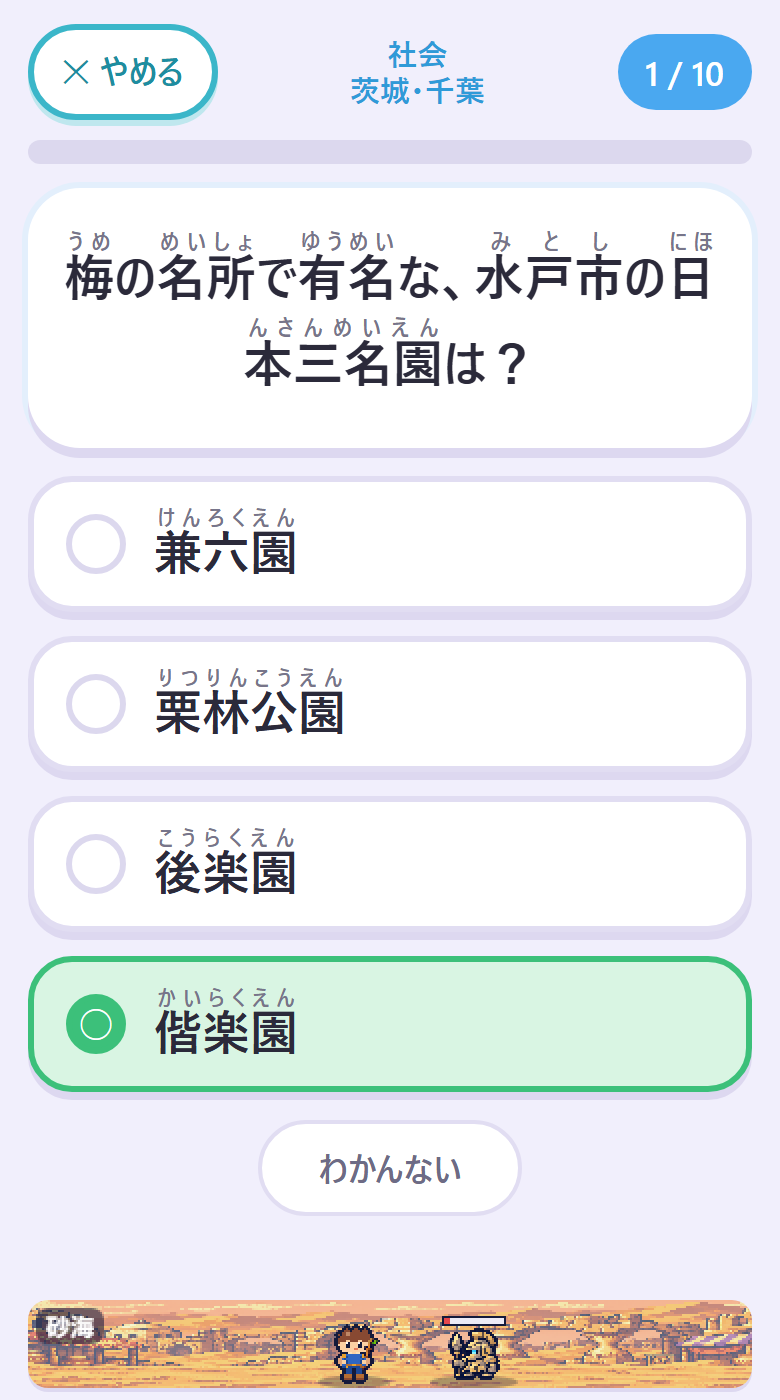 × やめる
社会
茨城・千葉
1 / 10
うめ めいしょ ゆうめい み と し にほ
梅の名所で有名な、水戸市の日
んさんめいえん
本三名園は？
けんろくえん
兼六園
りつりんこうえん
栗林公園
こうらくえん
後楽園
かいらくえん
偕楽園
わかんない
砂海